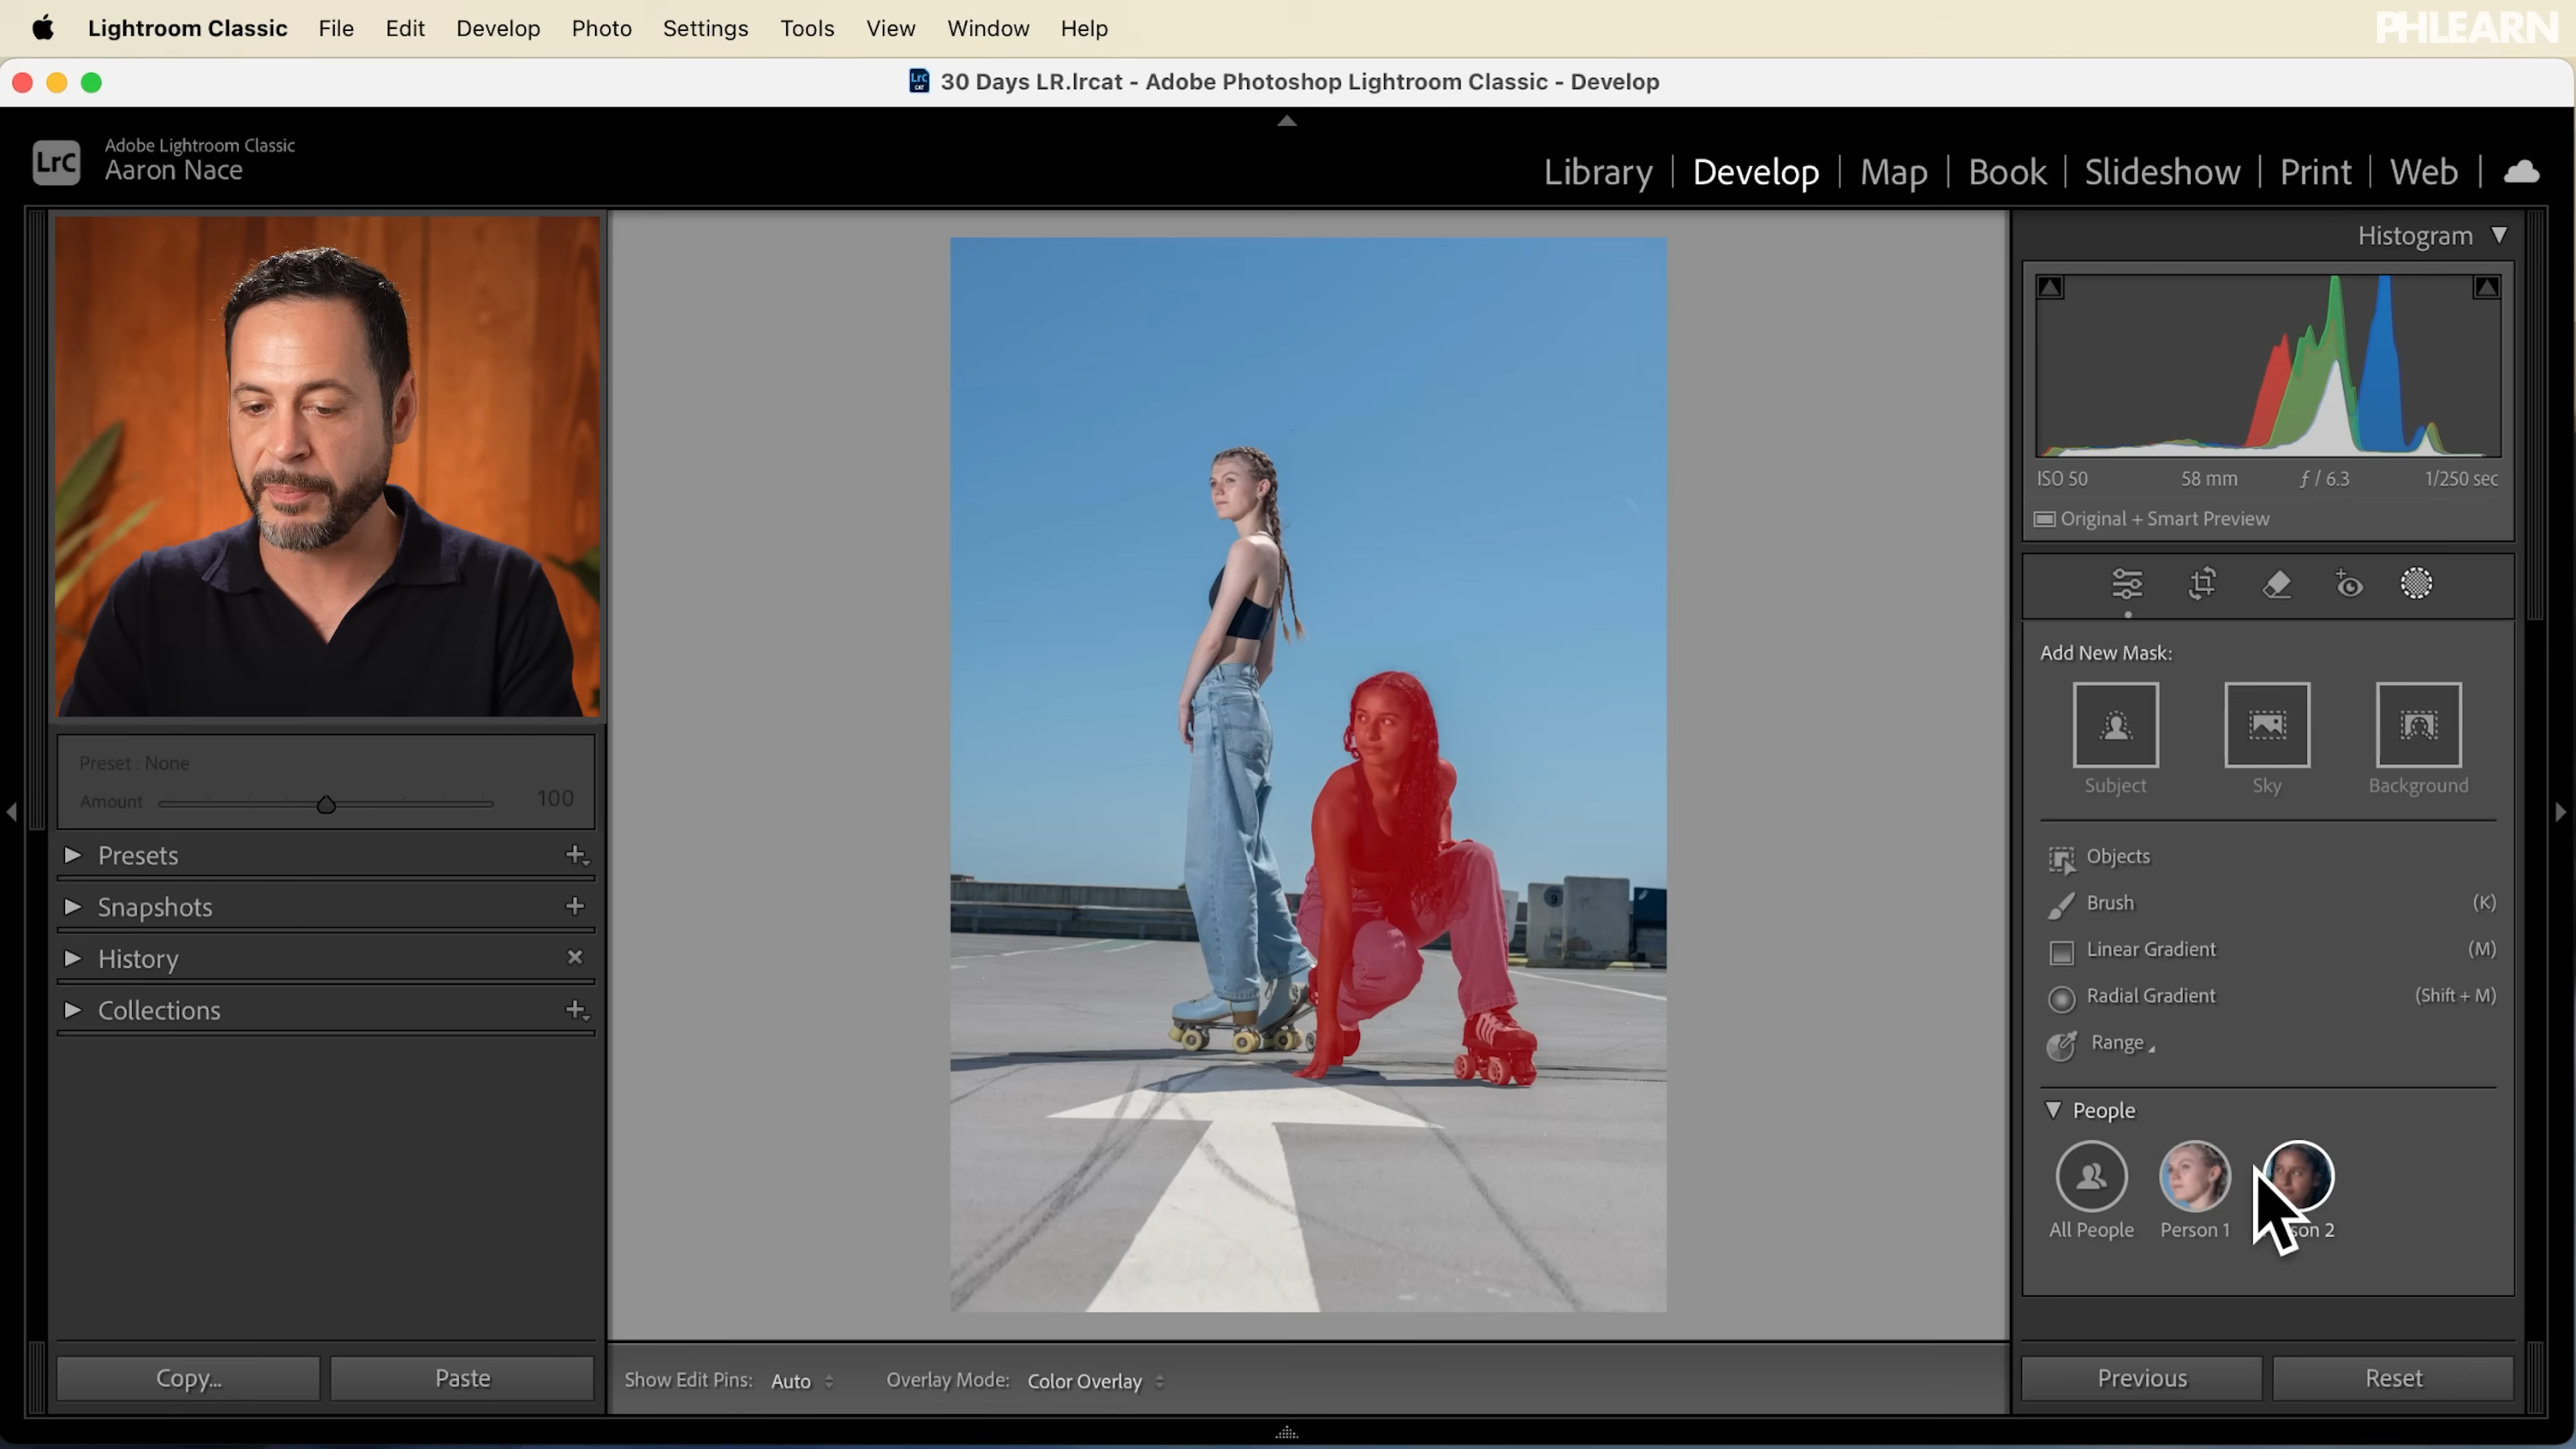 Lightroom Classic File Edit Develop Photo Settings Tools View Window Help
PHLEARN
LrC CAT 30 Days LR.lrcat - Adobe Photoshop Lightroom Classic - Develop
LrC
Adobe Lightroom Classic
Aaron Nace
Library | Develop | Map | Book | Slideshow | Print | Web |
Histogram
ISO 50 58 mm ƒ / 6.3 1/250 sec
Original + Smart Preview
Add New Mask:
Subject Sky Background
Objects
Brush (K)
Linear Gradient (M)
Radial Gradient (Shift + M)
Range
People
All People Person 1 son 2
Preset : None
Amount 100
Presets
Snapshots
History
Collections
9
Copy... Paste
Show Edit Pins: Auto Overlay Mode: Color Overlay
Previous Reset